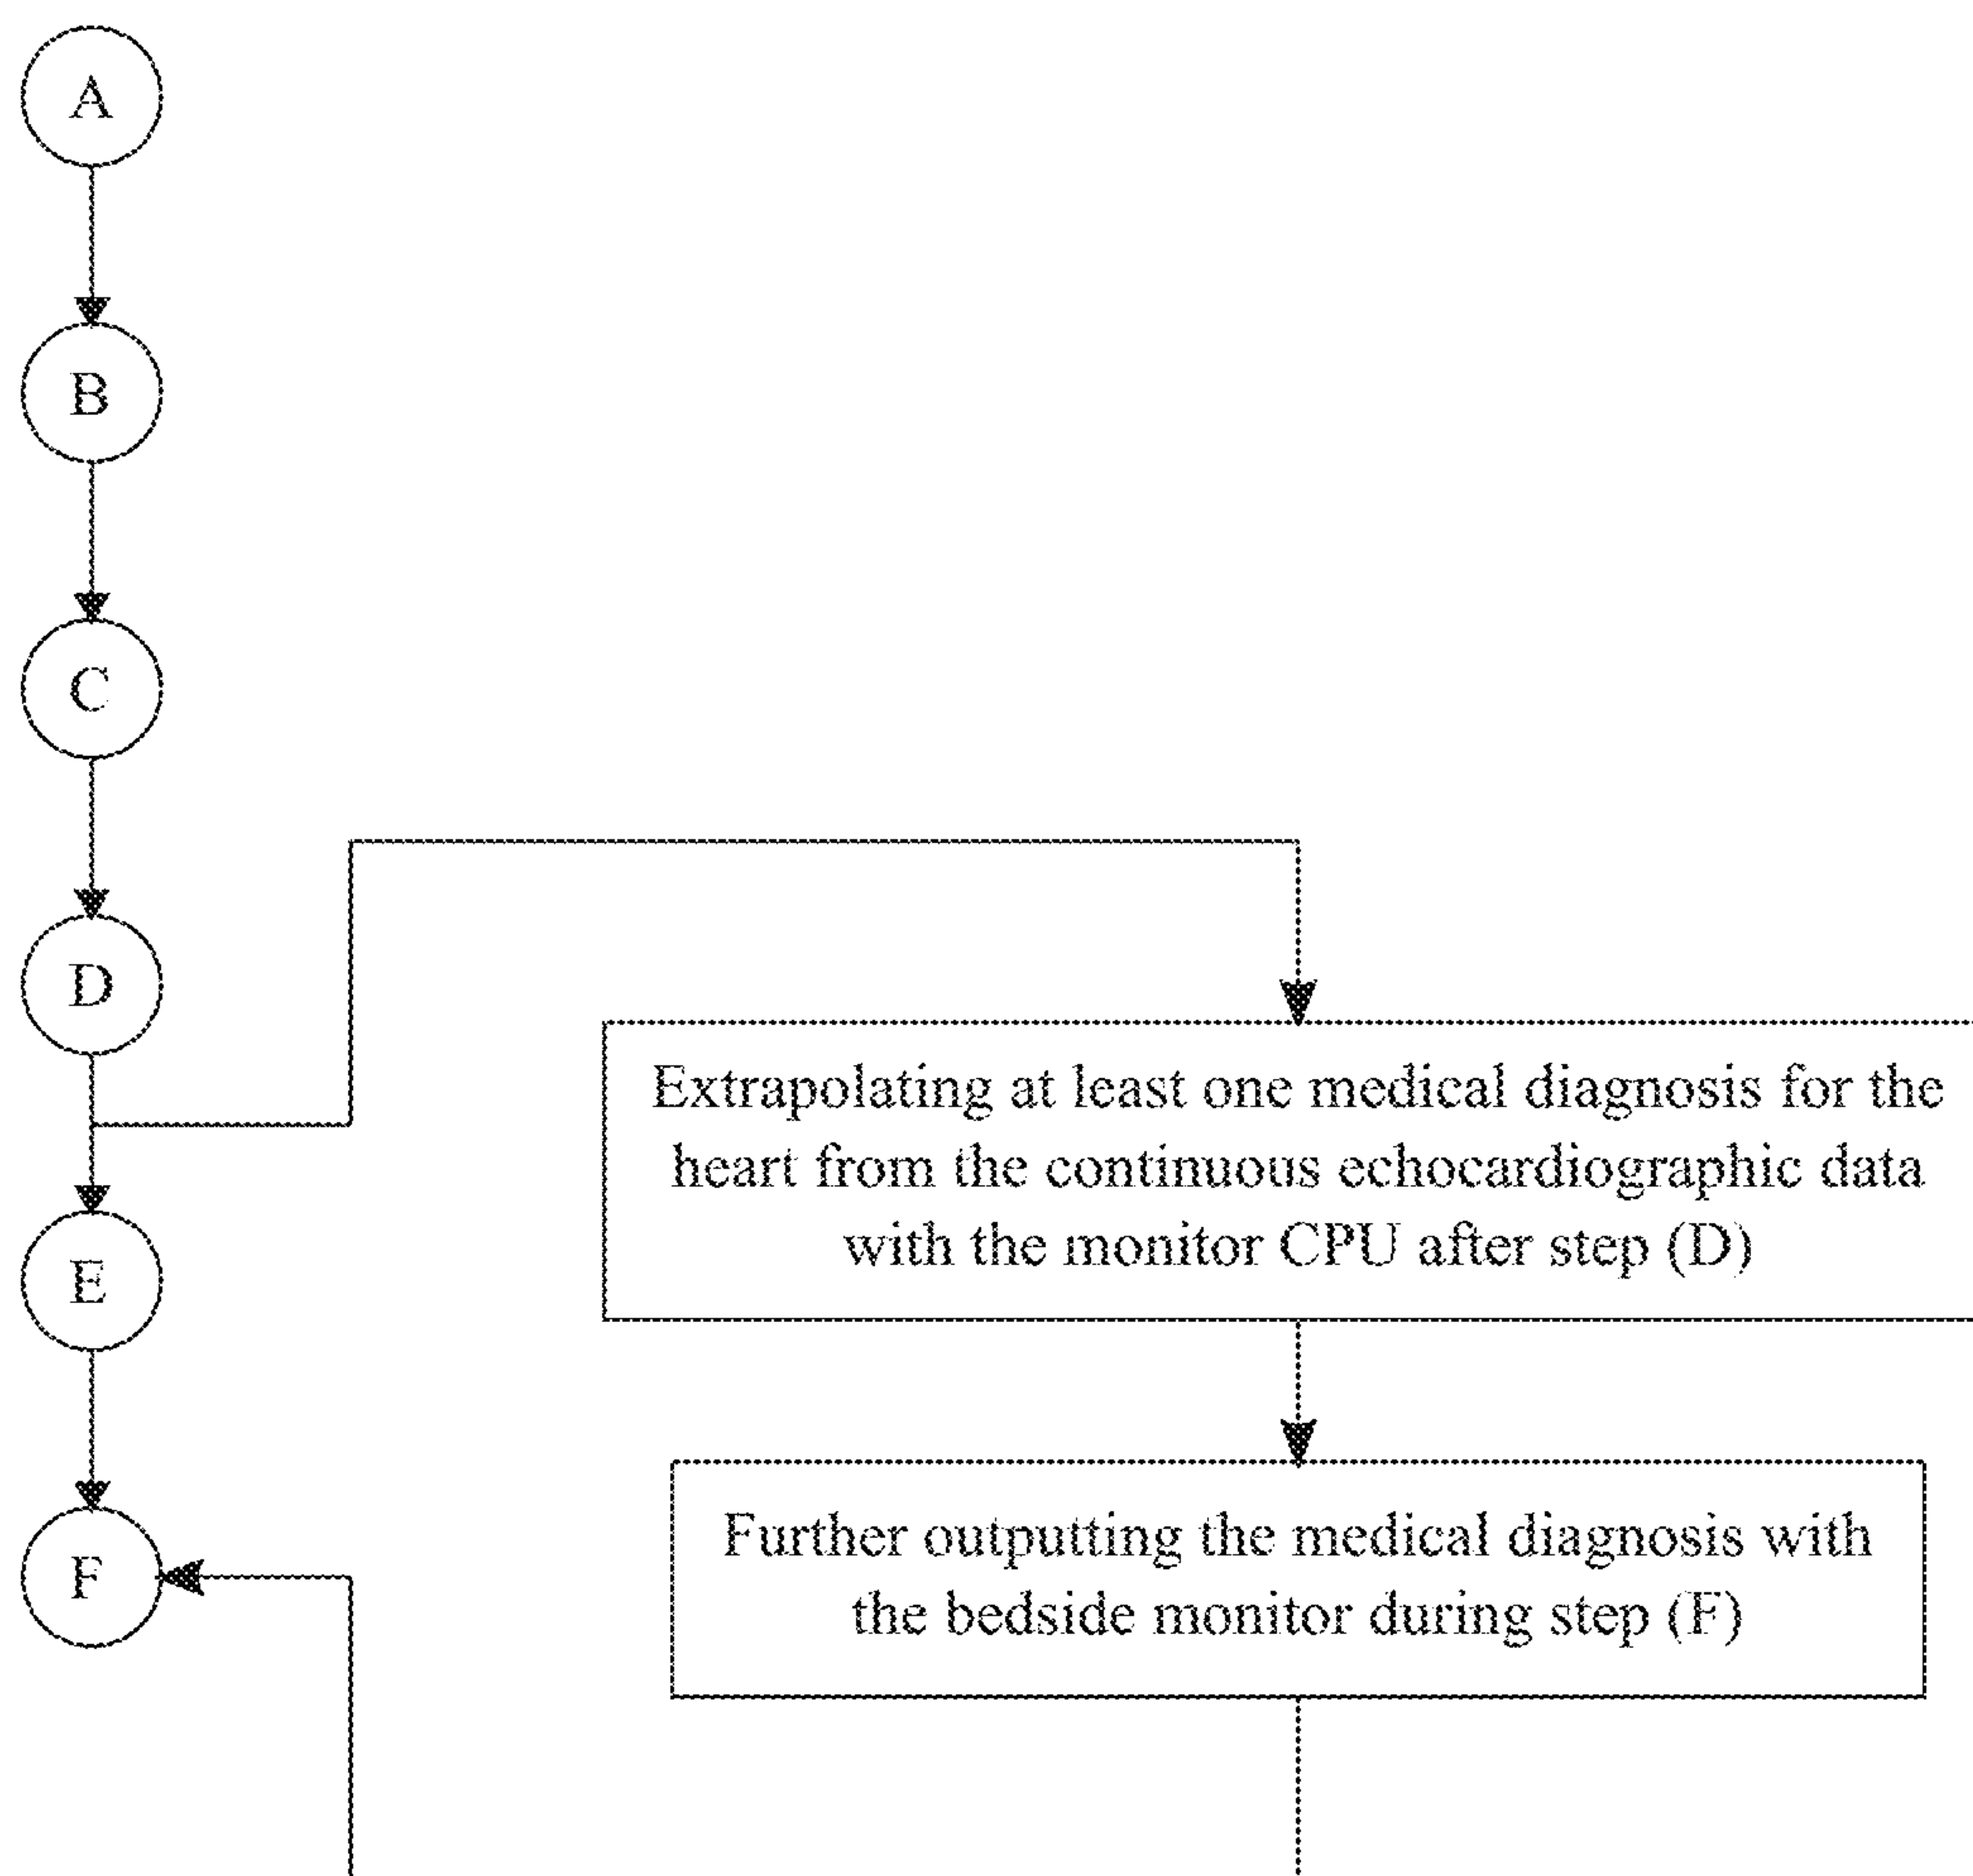 A
B
C
D
Extrapolating at least one medical diagnosis for the
heart from the continuous echocardiographic data
with the monitor CPU after step (D)
E
Further outputting the medical diagnosis with
the bedside monitor during step (F)
F